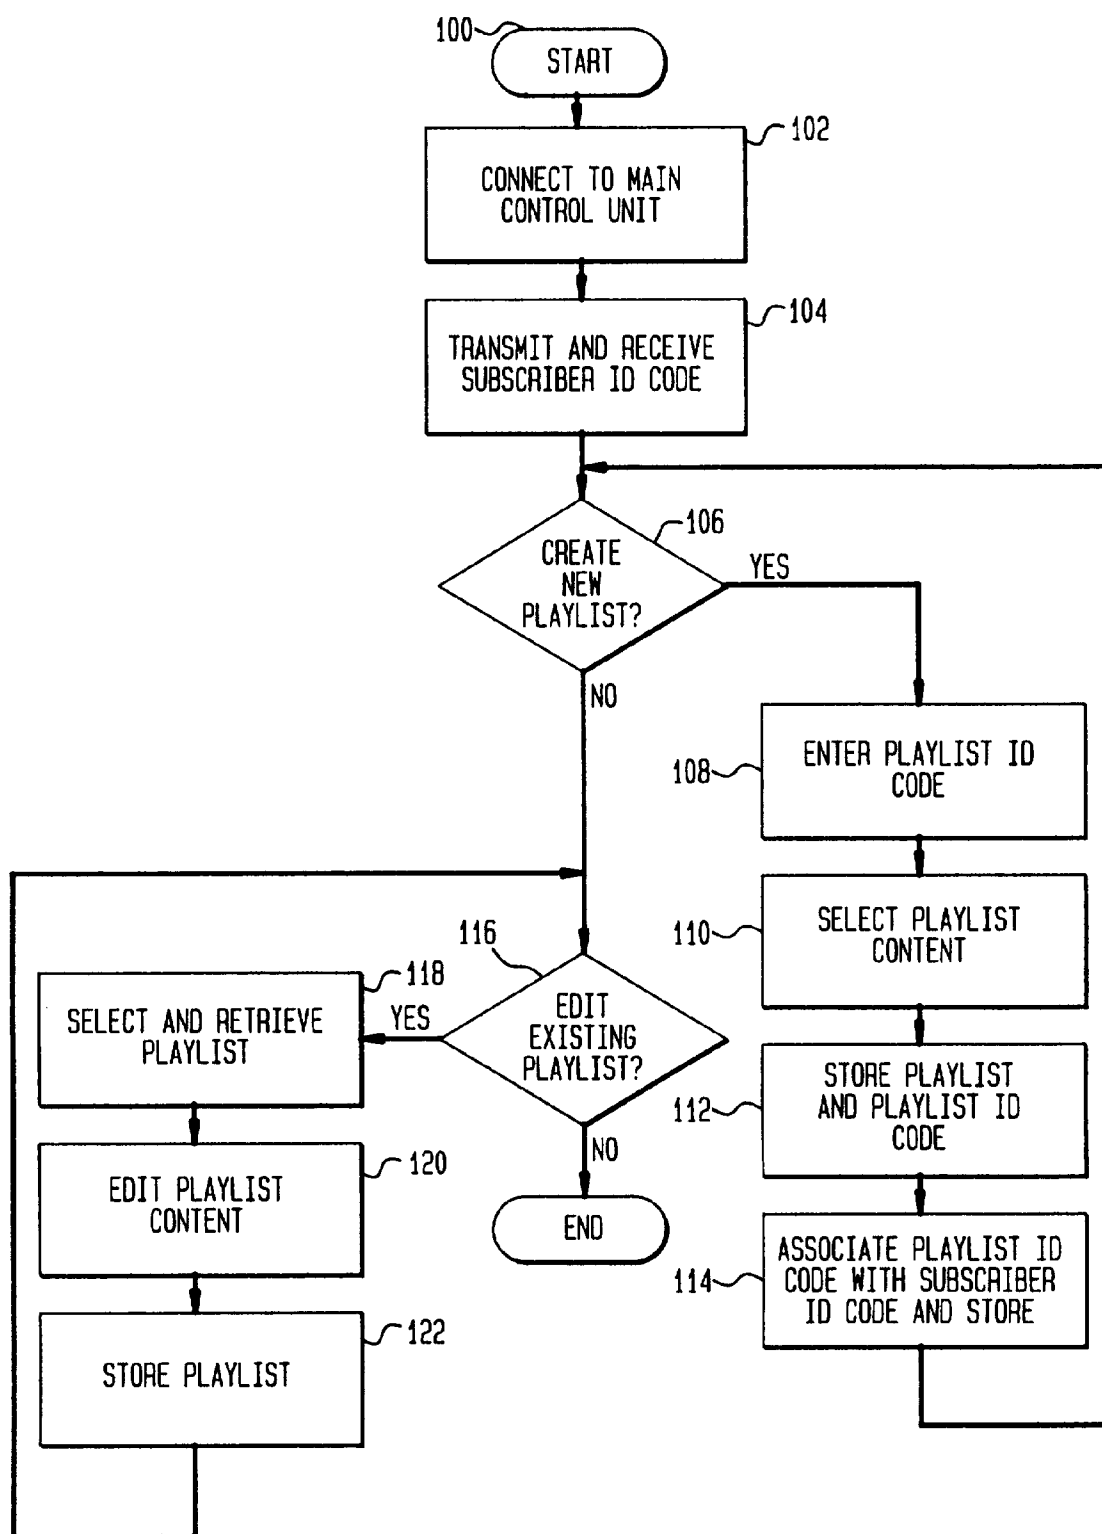 100
START
102
CONNECT TO MAIN
CONTROL UNIT
104
TRANSMIT AND RECEIVE
SUBSCRIBER ID CODE
106
CREATE
NEW
PLAYLIST?
YES
NO
108
ENTER PLAYLIST ID
CODE
110
SELECT PLAYLIST
CONTENT
112
STORE PLAYLIST
AND PLAYLIST ID
CODE
114
ASSOCIATE PLAYLIST ID
CODE WITH SUBSCRIBER
ID CODE AND STORE
116
EDIT
EXISTING
PLAYLIST?
YES
NO
118
SELECT AND RETRIEVE
PLAYLIST
120
EDIT PLAYLIST
CONTENT
122
STORE PLAYLIST
END